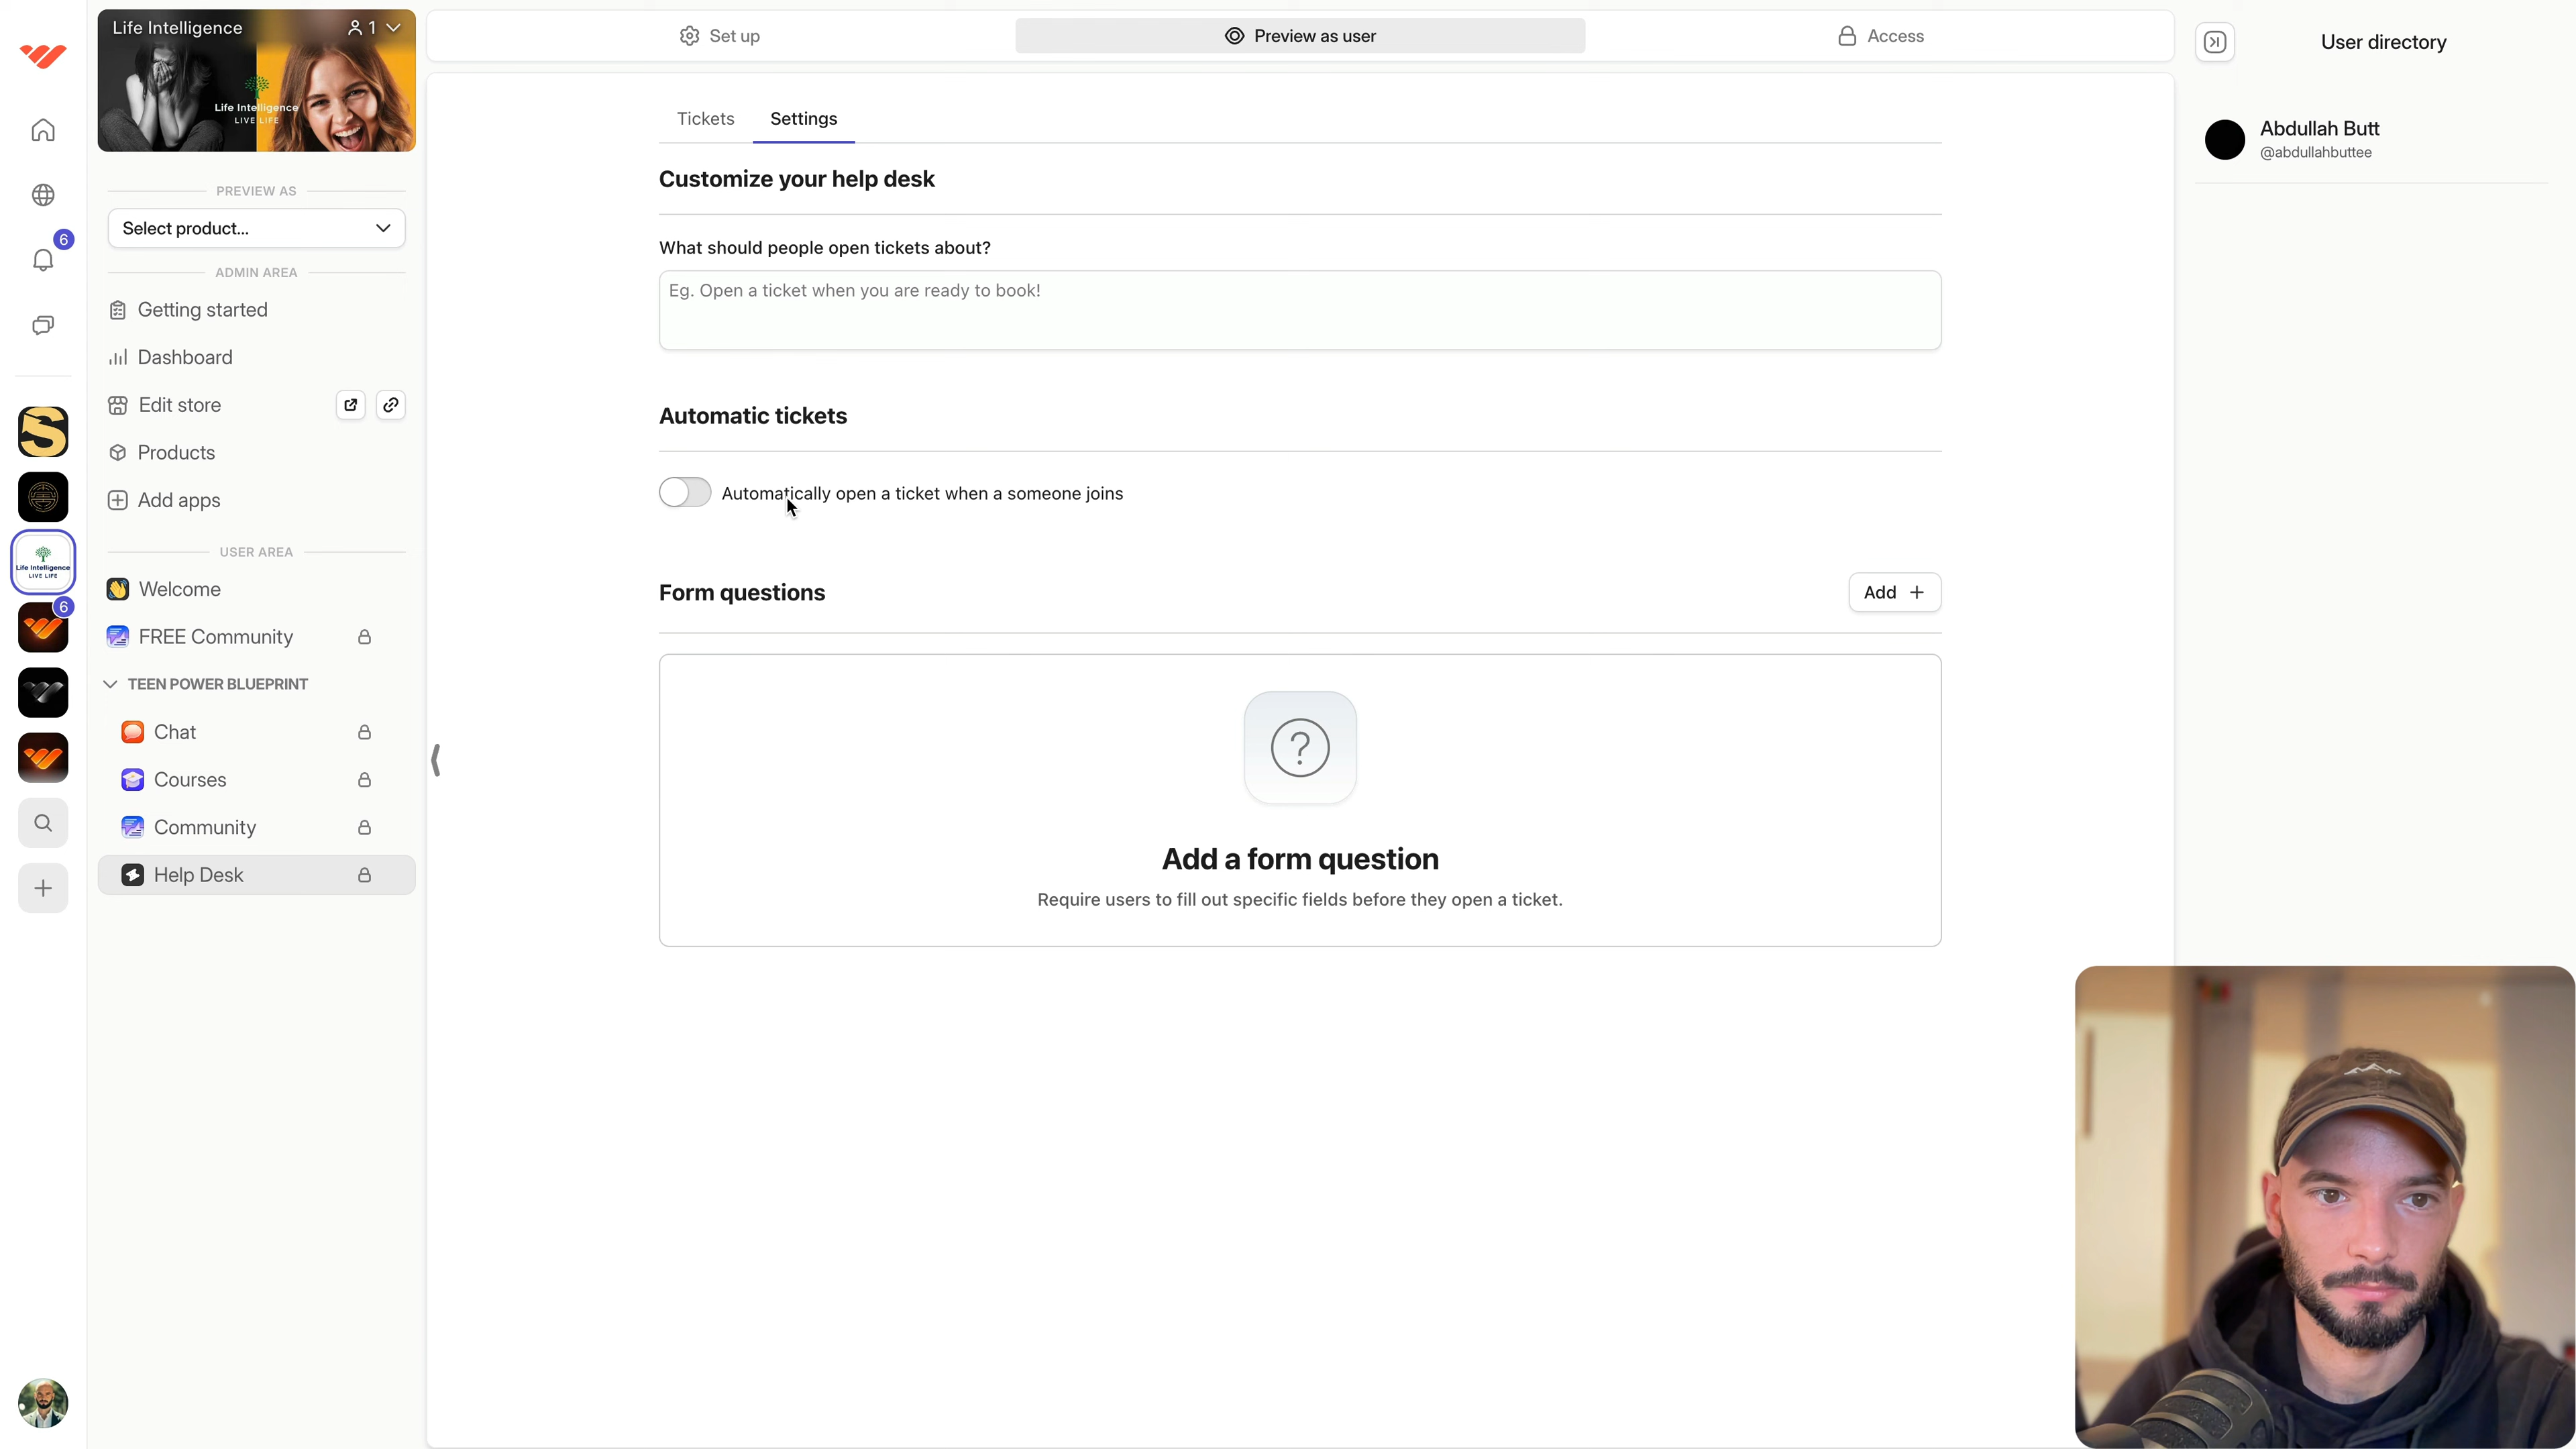 Life Intelligence
1
Life Intelligence
LIVE LIFE
PREVIEW AS
Select product...
ADMIN AREA
Getting started
Dashboard
Edit store
Products
Add apps
USER AREA
Welcome
FREE Community
TEEN POWER BLUEPRINT
Chat
Courses
Community
Help Desk
6
S
Life Intelligence
LIVE LIFE
6
Set up
Preview as user
Access
Tickets
Settings
Customize your help desk
What should people open tickets about?
Eg. Open a ticket when you are ready to book!
Automatic tickets
Automatically open a ticket when a someone joins
Form questions
Add +
?
Add a form question
Require users to fill out specific fields before they open a ticket.
User directory
Abdullah Butt
@abdullahbuttee